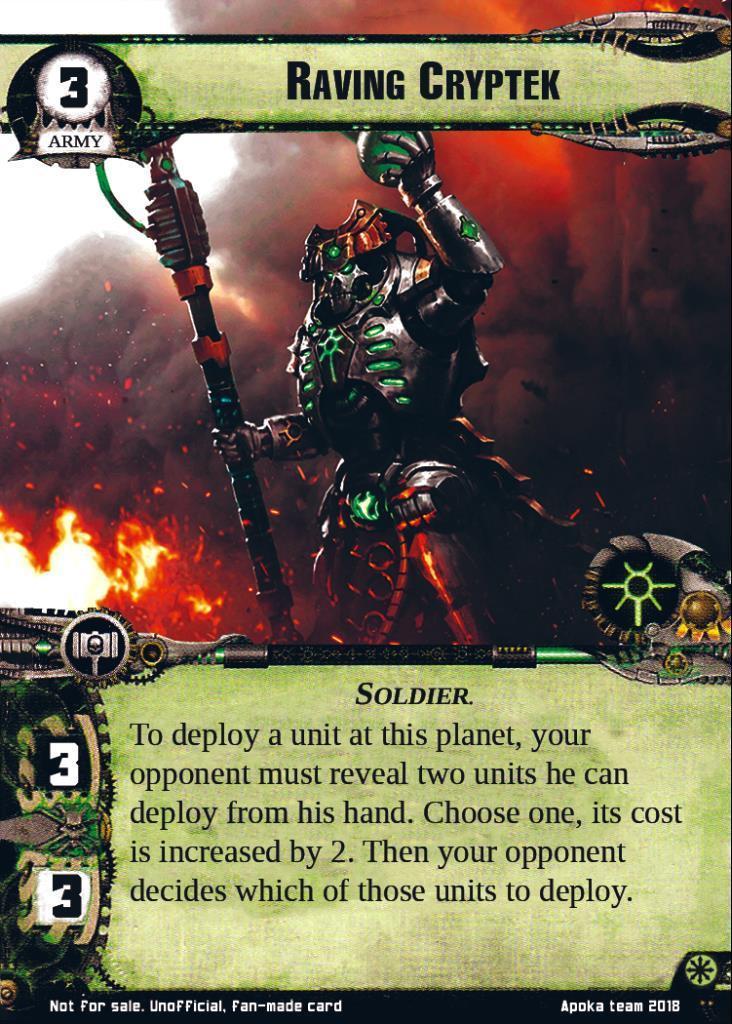 3
RAVING CRYPTEK
ARMY
SOLDIER.
To deploy a unit at this planet, your
opponent must reveal two units he can
deploy from his hand. Choose one, its cost
is increased by 2. Then your opponent
decides which of those units to deploy.
3
3
Not for sale. Unofficial, fan-made card
Apoka team 2018